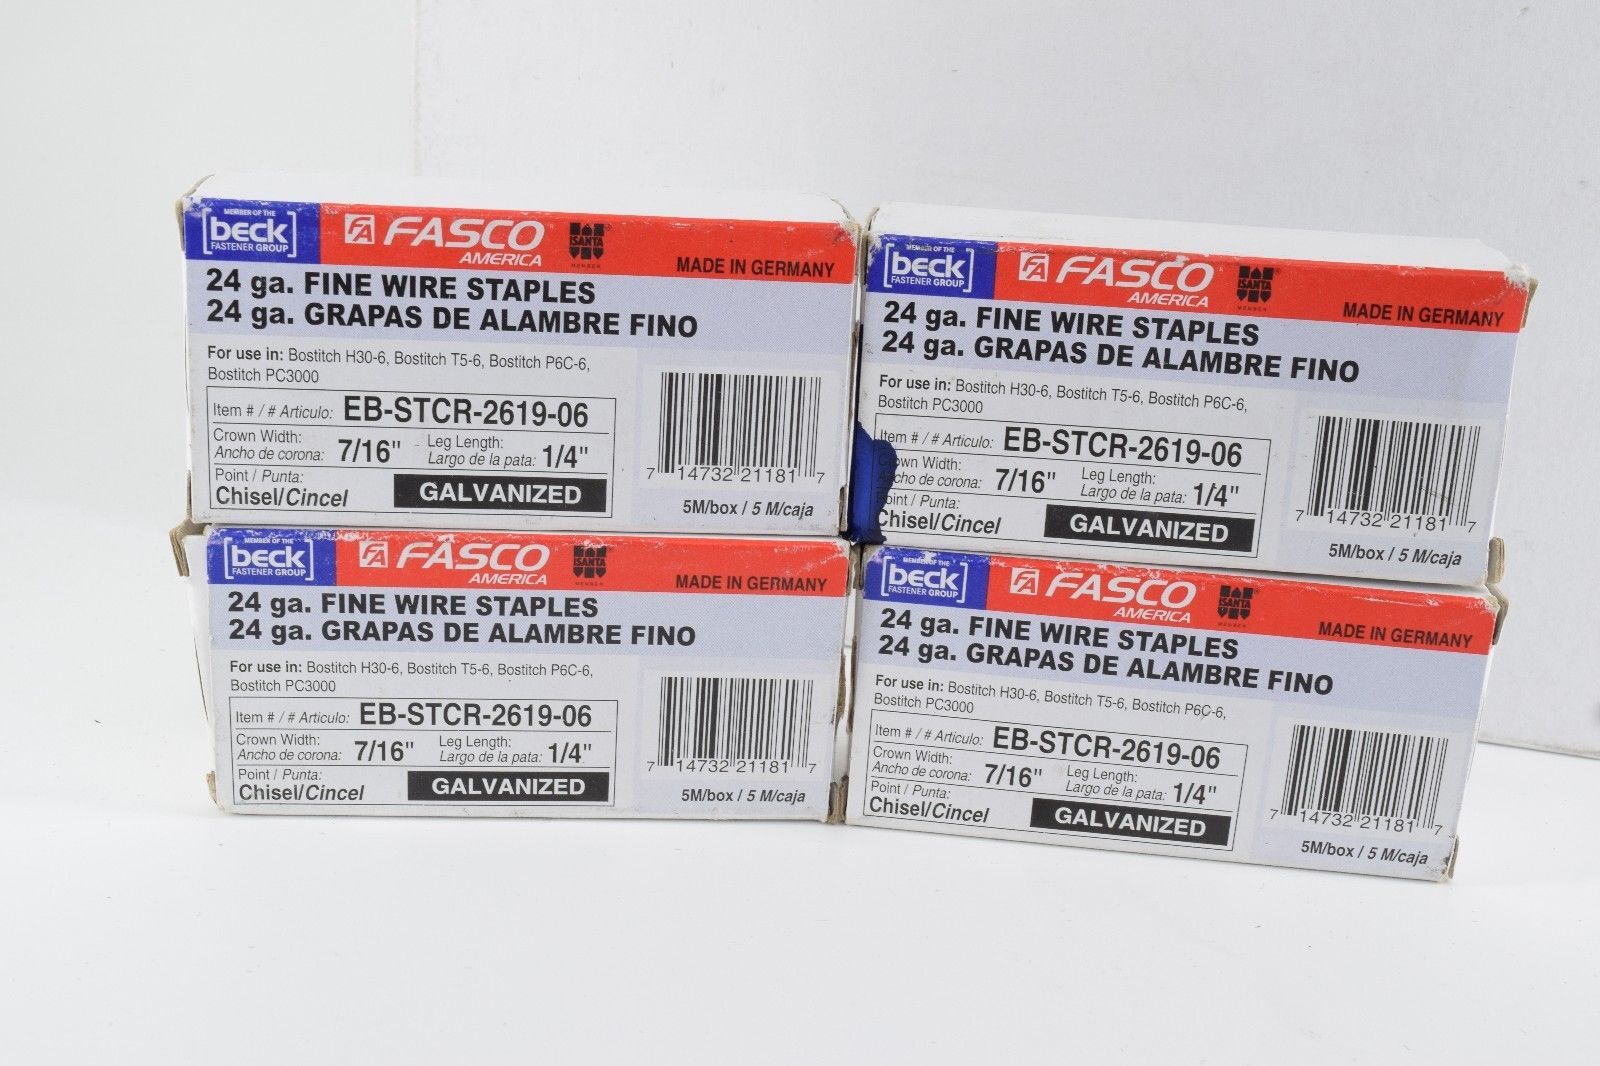 MEMBER OF THE
beck
FASTENER GROUP
FA FASCO
AMERICA
ISANTA
MEMBER
MADE IN GERMANY
24 ga. FINE WIRE STAPLES
24 ga. GRAPAS DE ALAMBRE FINO
For use in: Bostitch H30-6, Bostitch T5-6, Bostitch P6C-6,
Bostitch PC3000
Item # / # Articulo: EB-STCR-2619-06
Crown Width:
Ancho de corona: 7/16"
Leg Length:
Largo de la pata: 1/4"
Point / Punta:
Chisel/Cincel
GALVANIZED
7 14732 21181 7
5M/box / 5 M/caja
MEMBER OF THE
beck
FASTENER GROUP
FA FASCO
AMERICA
ISANTA
MEMBER
MADE IN GERMANY
24 ga. FINE WIRE STAPLES
24 ga. GRAPAS DE ALAMBRE FINO
For use in: Bostitch H30-6, Bostitch T5-6, Bostitch P6C-6,
Bostitch PC3000
Item # / # Articulo: EB-STCR-2619-06
Crown Width:
Ancho de corona: 7/16"
Leg Length:
Largo de la pata: 1/4"
Point / Punta:
Chisel/Cincel
GALVANIZED
7 14732 21181 7
5M/box / 5 M/caja
MEMBER OF THE
beck
FASTENER GROUP
FA FASCO
AMERICA
ISANTA
MEMBER
MADE IN GERMANY
24 ga. FINE WIRE STAPLES
24 ga. GRAPAS DE ALAMBRE FINO
For use in: Bostitch H30-6, Bostitch T5-6, Bostitch P6C-6,
Bostitch PC3000
Item # / # Articulo: EB-STCR-2619-06
Crown Width:
Ancho de corona: 7/16"
Leg Length:
Largo de la pata: 1/4"
Point / Punta:
Chisel/Cincel
GALVANIZED
7 14732 21181 7
5M/box / 5 M/caja
MEMBER OF THE
beck
FASTENER GROUP
FA FASCO
AMERICA
ISANTA
MEMBER
MADE IN GERMANY
24 ga. FINE WIRE STAPLES
24 ga. GRAPAS DE ALAMBRE FINO
For use in: Bostitch H30-6, Bostitch T5-6, Bostitch P6C-6,
Bostitch PC3000
Item # / # Articulo: EB-STCR-2619-06
Crown Width:
Ancho de corona: 7/16"
Leg Length:
Largo de la pata: 1/4"
Point / Punta:
Chisel/Cincel
GALVANIZED
7 14732 21181 7
5M/box / 5 M/caja